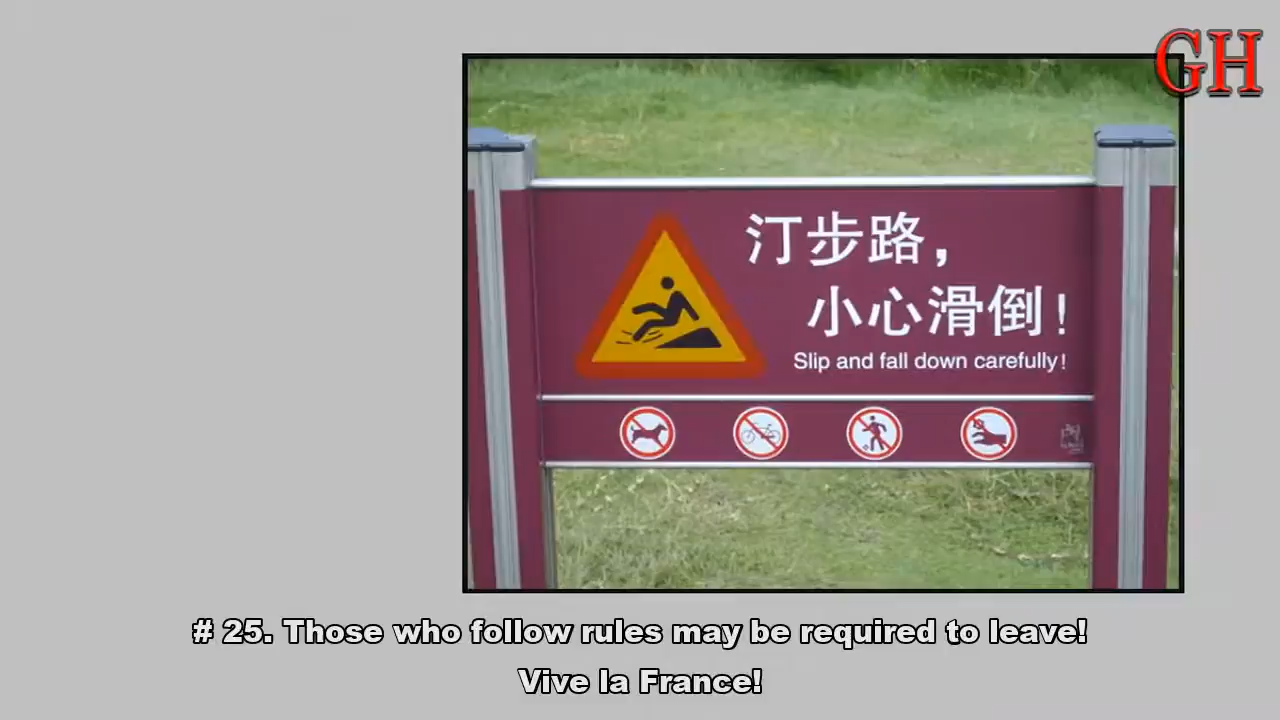 GH
汀步路，
小心滑倒！
Slip and fall down carefully!
# 25. Those who follow rules may be required to leave!
Vive la France!